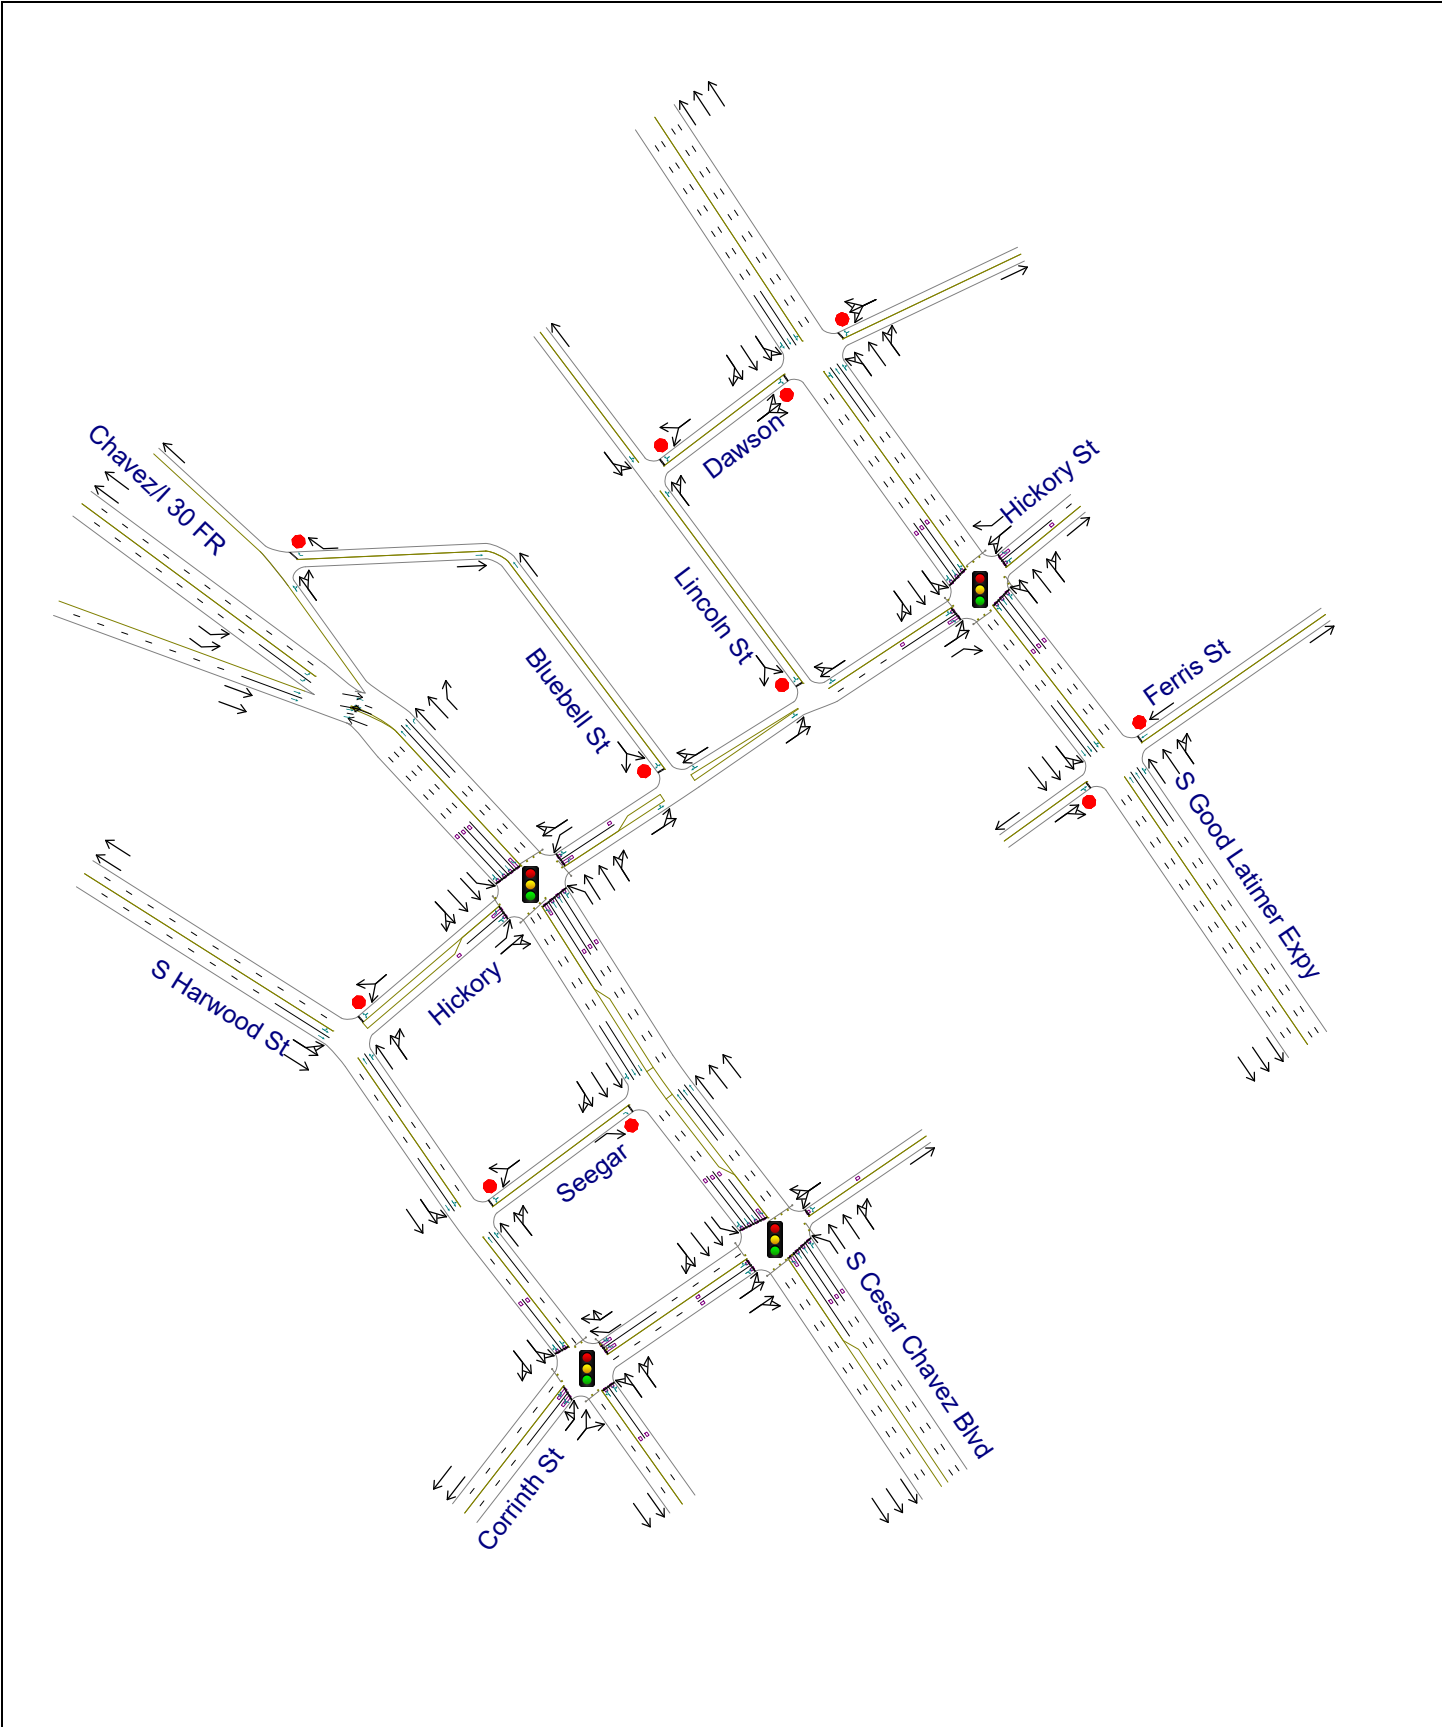 Chavez/I 30 FR
Dawson
Hickory St
Lincoln St
Bluebell St
Ferris St
S Good Latimer Expy
S Harwood St
Hickory
Seegar
S Cesar Chavez Blvd
Corrinth St